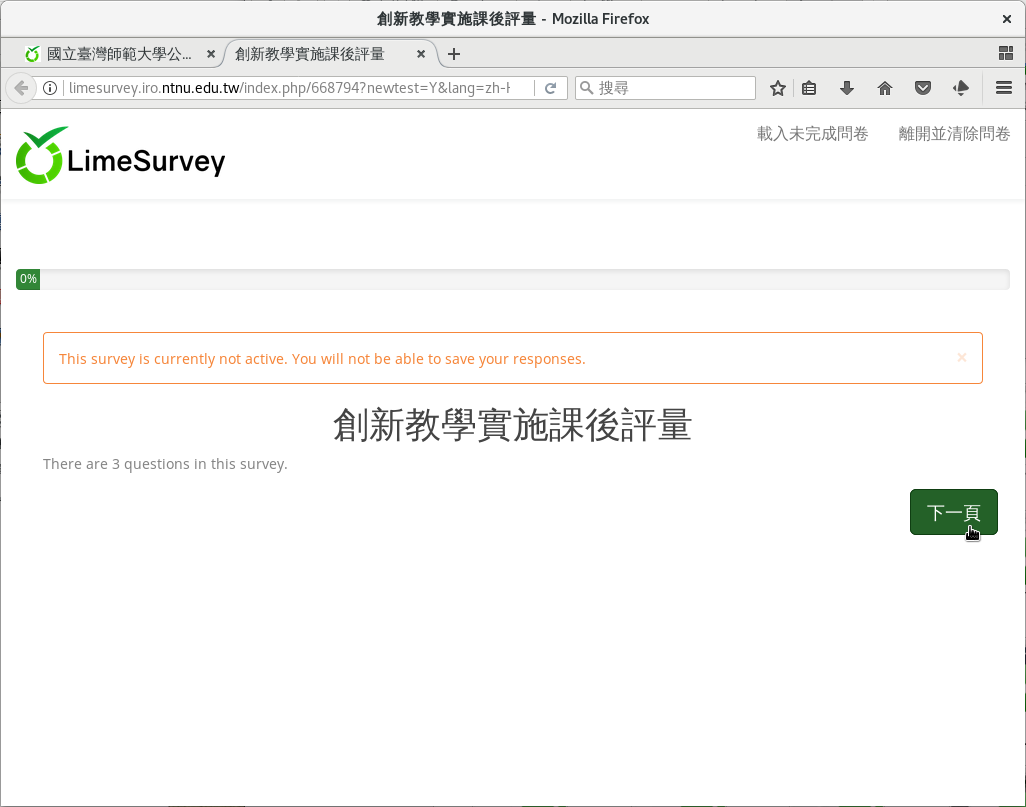 創新教學實施課後評量 - Mozilla Firefox
國立臺灣師範大學公...
創新教學實施課後評量
limesurvey.iro.ntnu.edu.tw/index.php/668794?newtest=Y&lang=zh-H
搜尋
LimeSurvey
載入未完成問卷
離開並清除問卷
0%
This survey is currently not active. You will not be able to save your responses.
創新教學實施課後評量
There are 3 questions in this survey.
下一頁